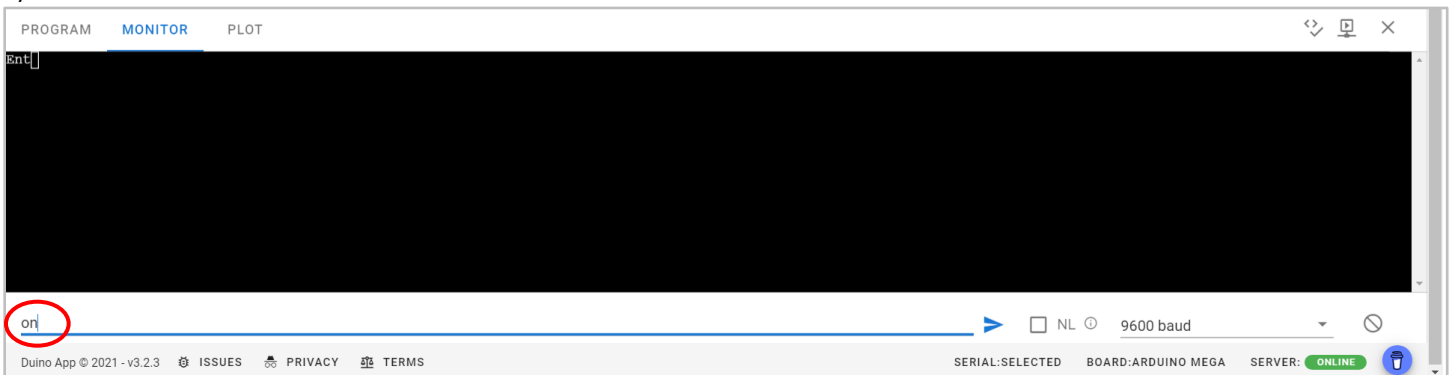 PROGRAM MONITOR PLOT
Ent
on
NL 9600 baud
Duino App © 2021 - v3.2.3 ISSUES PRIVACY TERMS SERIAL:SELECTED BOARD:ARDUINO MEGA SERVER: ONLINE